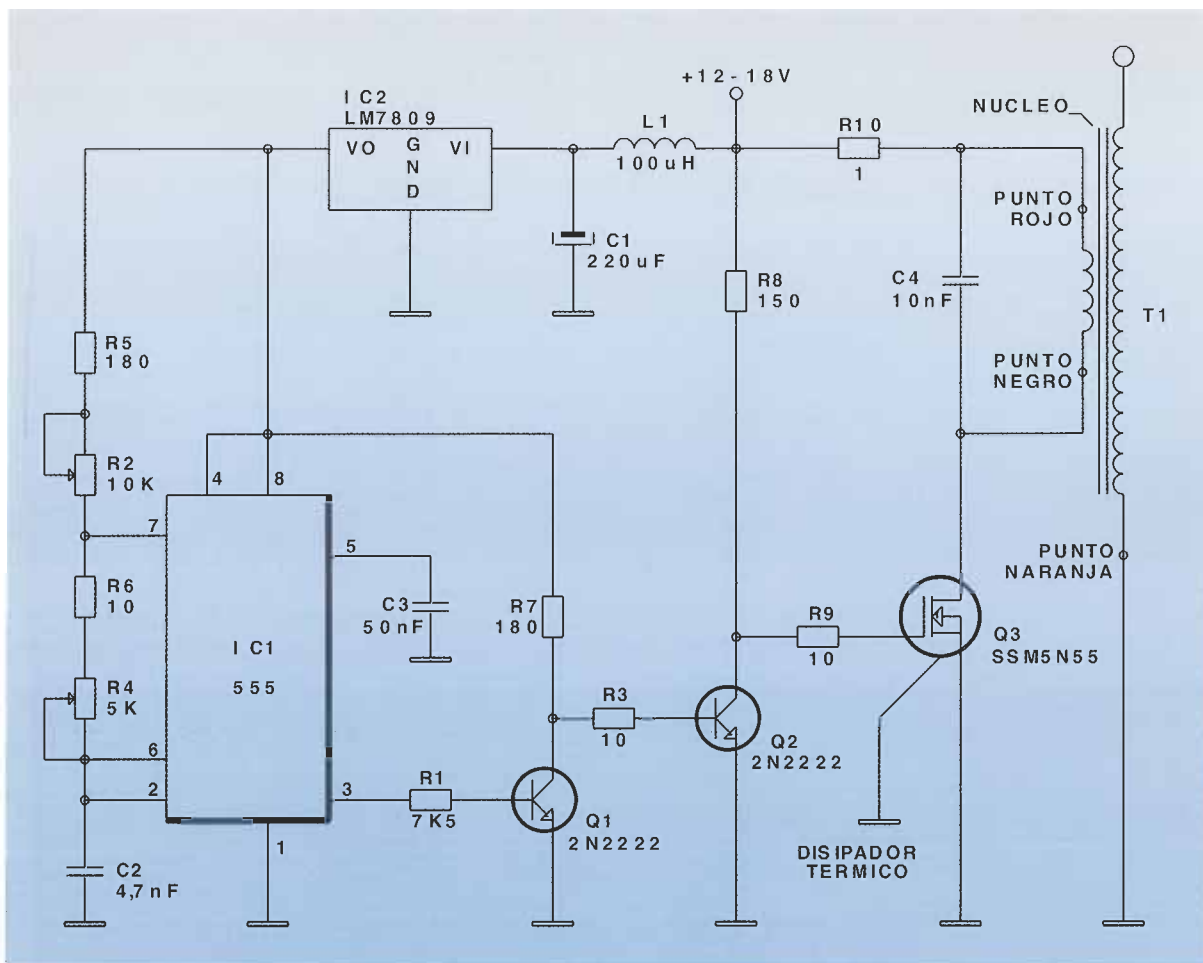 +12-18V
IC2
LM7809
VO
GND
VI
L1
100uH
R10
1
NUCLEO
PUNTO
ROJO
C1
220uF
R8
150
C4
10nF
T1
R5
180
PUNTO
NEGRO
R2
10K
4
8
7
5
R6
10
C3
50nF
R7
180
PUNTO
NARANJA
IC1
555
R9
10
Q3
SSM5N55
R4
5K
R3
10
6
Q2
2N2222
2
3
R1
7K5
1
Q1
2N2222
DISIPADOR
TERMICO
C2
4,7nF